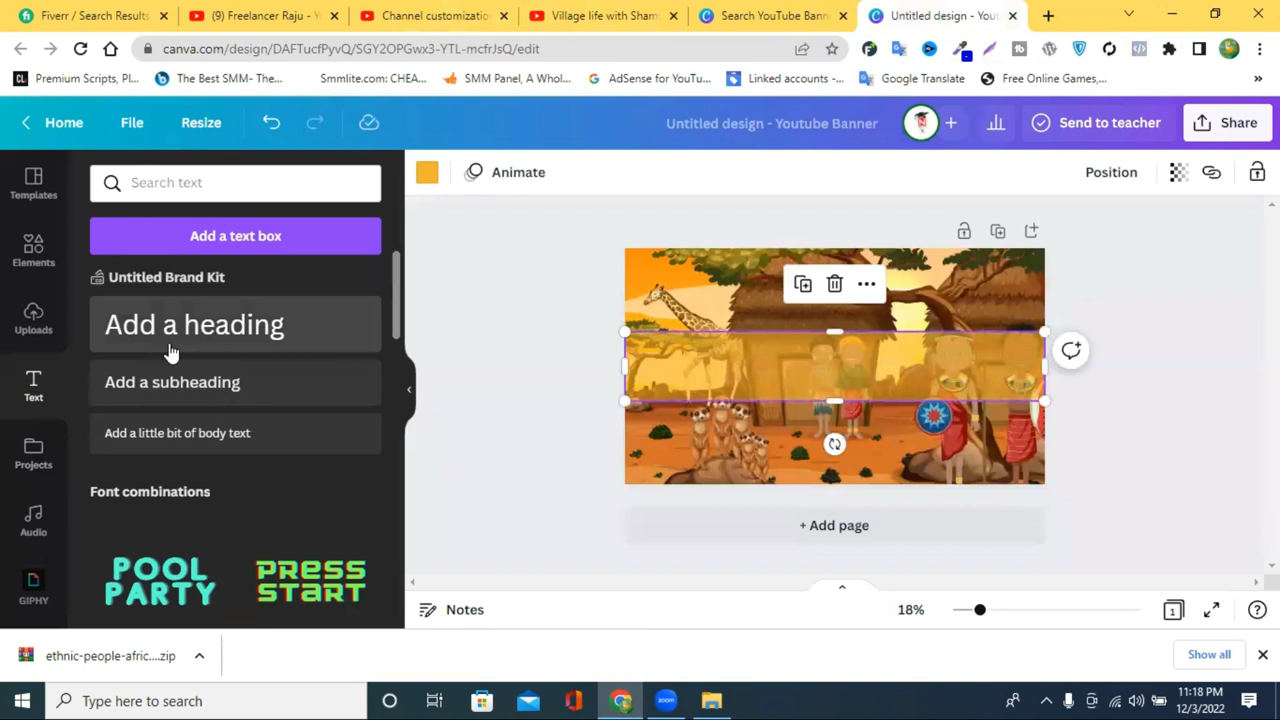 Fiverr / Search Results
(9) Freelancer Raju - Y
Channel customizatio
Village life with Sham
Search YouTube Bann
Untitled design - You
canva.com/design/DAFTucfPyvQ/SGY2OPGwx3-YTL-mcfrJsQ/edit
Premium Scripts, Pl...
The Best SMM- The...
Smmlite.com: CHEA...
SMM Panel, A Whol...
AdSense for YouTu...
Linked accounts -...
Google Translate
Free Online Games,...
»
Home
File
Resize
Untitled design - Youtube Banner
Send to teacher
Share
Templates
Elements
Uploads
Text
Projects
Audio
GIPHY
Search text
Add a text box
Untitled Brand Kit
Add a heading
Add a subheading
Add a little bit of body text
Font combinations
POOL
PARTY
PRESS
START
Animate
Position
+ Add page
Notes
18%
1
ethnic-people-afric....zip
Show all
Type here to search
zoom
11:18 PM
12/3/2022